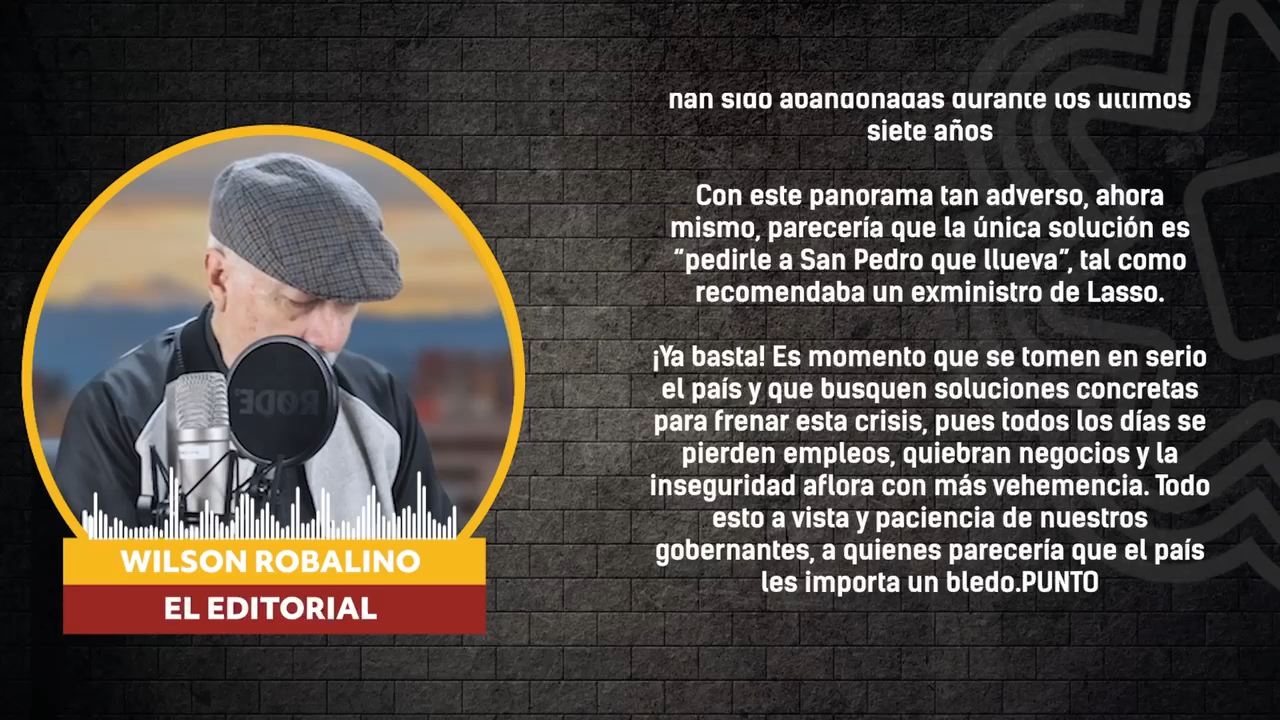 han sido abandonadas durante los últimos
siete años
Con este panorama tan adverso, ahora
mismo, parecería que la única solución es
“pedirle a San Pedro que llueva”, tal como
recomendaba un exministro de Lasso.
¡Ya basta! Es momento que se tomen en serio
el país y que busquen soluciones concretas
para frenar esta crisis, pues todos los días se
pierden empleos, quiebran negocios y la
inseguridad aflora con más vehemencia. Todo
esto a vista y paciencia de nuestros
gobernantes, a quienes parecería que el país
les importa un bledo.PUNTO
RØDE
WILSON ROBALINO
EL EDITORIAL